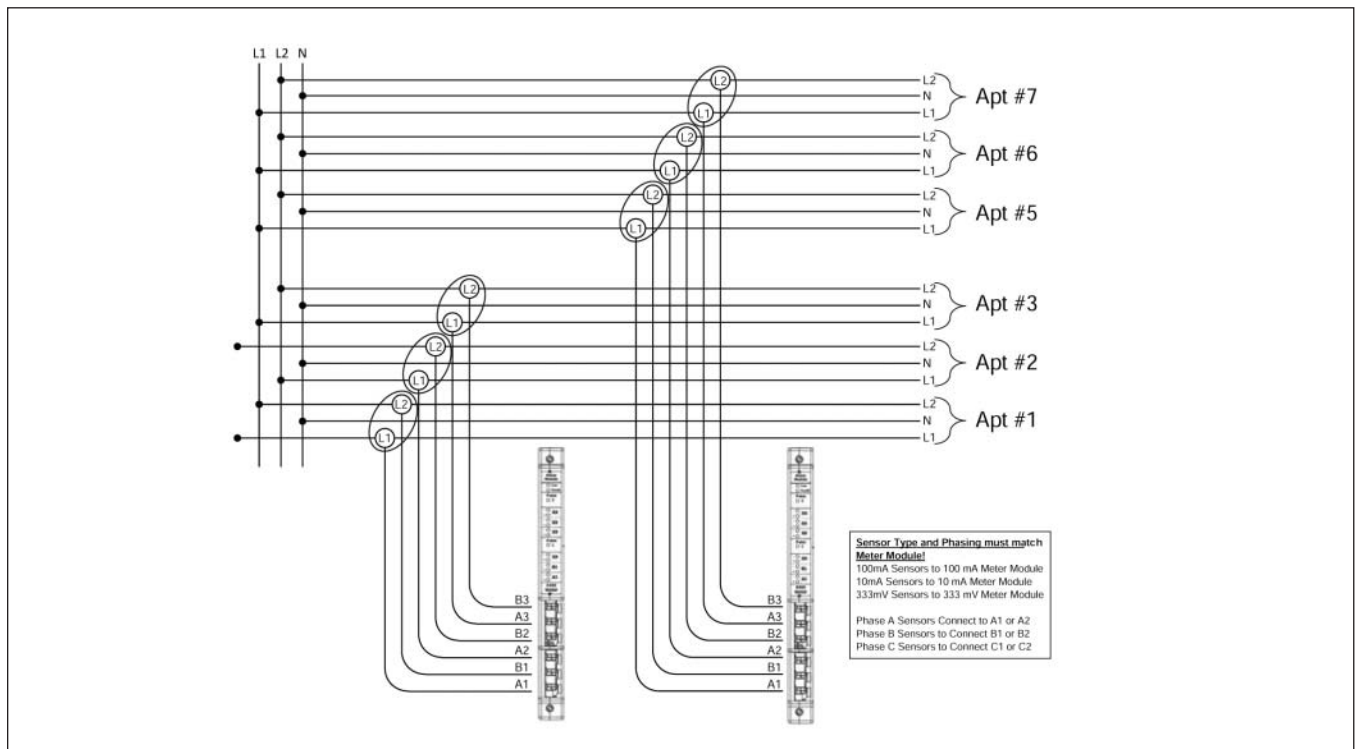 L1 L2 N
L2
L2
N
Apt #7
L1
L1
L2
L2
N
Apt #6
L1
L1
L2
L2
N
Apt #5
L1
L1
L2
L2
N
Apt #3
L1
L1
L2
L2
N
Apt #2
L1
L1
L2
L2
N
Apt #1
L1
L1
B3
A3
B2
A2
B1
A1
B3
A3
B2
A2
B1
A1
Sensor Type and Phasing must match
Meter Module!
100mA Sensors to 100 mA Meter Module
10mA Sensors to 10 mA Meter Module
333mV Sensors to 333 mV Meter Module
Phase A Sensors Connect to A1 or A2
Phase B Sensors to Connect B1 or B2
Phase C Sensors to Connect C1 or C2